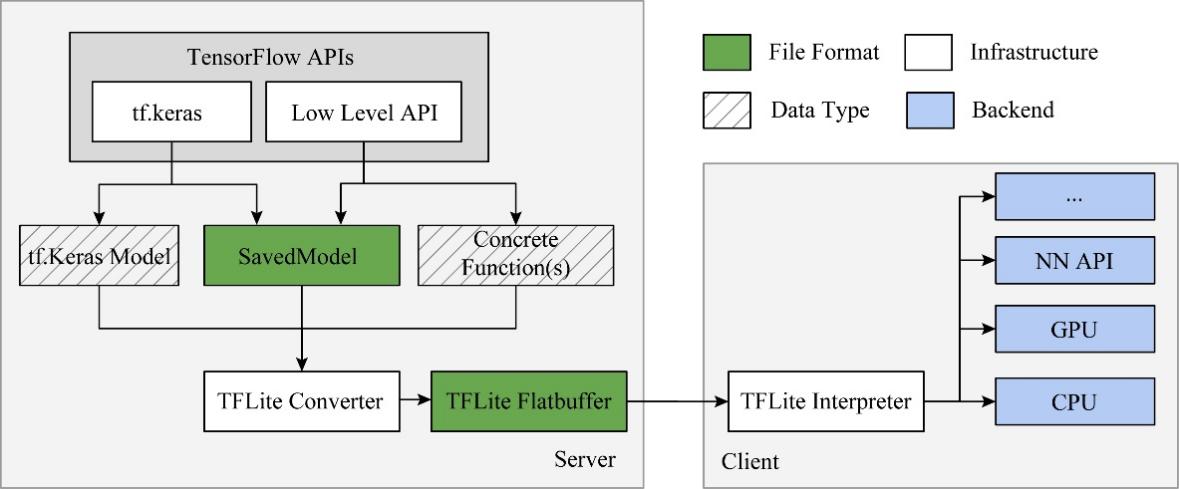 TensorFlow APIs
tf.keras
Low Level API
tf.Keras Model
SavedModel
Concrete
Function(s)
TFLite Converter
TFLite Flatbuffer
Server
File Format
Infrastructure
Data Type
Backend
...
NN API
GPU
TFLite Interpreter
CPU
Client